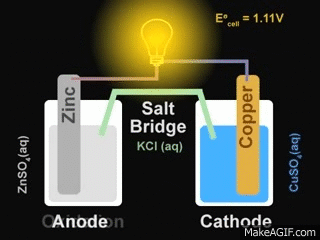 E°cell = 1.11V
Zinc
Salt
Bridge
KCl (aq)
Copper
ZnSO4(aq)
CuSO4(aq)
Anode
Cathode
MakeAGIF.com